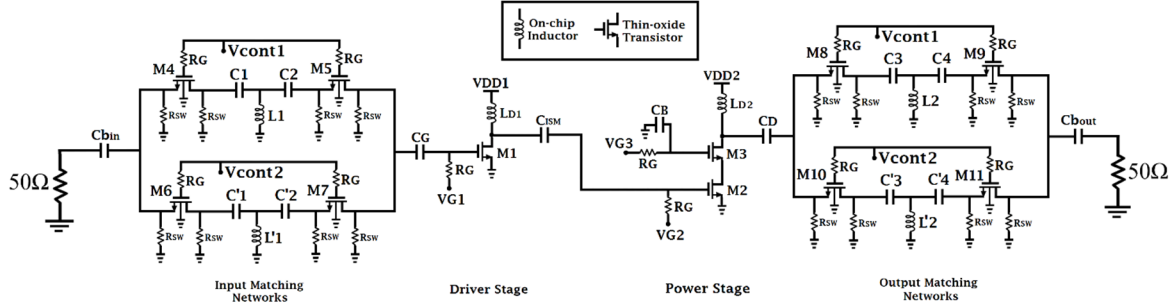 On-chip
Inductor
Thin-oxide
Transistor
Vcont1
RG
RG
M4
M5
C1
C2
L1
RSW
RSW
RSW
RSW
Cbin
50Ω
Vcont2
RG
RG
M6
M7
C'1
C'2
L'1
RSW
RSW
RSW
RSW
Input Matching
Networks
CG
RG
VG1
VDD1
LD1
M1
CISM
Driver Stage
VDD2
LD2
CB
VG3
RG
M3
M2
RG
VG2
CD
Power Stage
Vcont1
RG
RG
M8
M9
C3
C4
L2
RSW
RSW
RSW
RSW
Vcont2
RG
RG
M10
M11
C'3
C'4
L'2
RSW
RSW
RSW
RSW
Cbout
50Ω
Output Matching
Networks